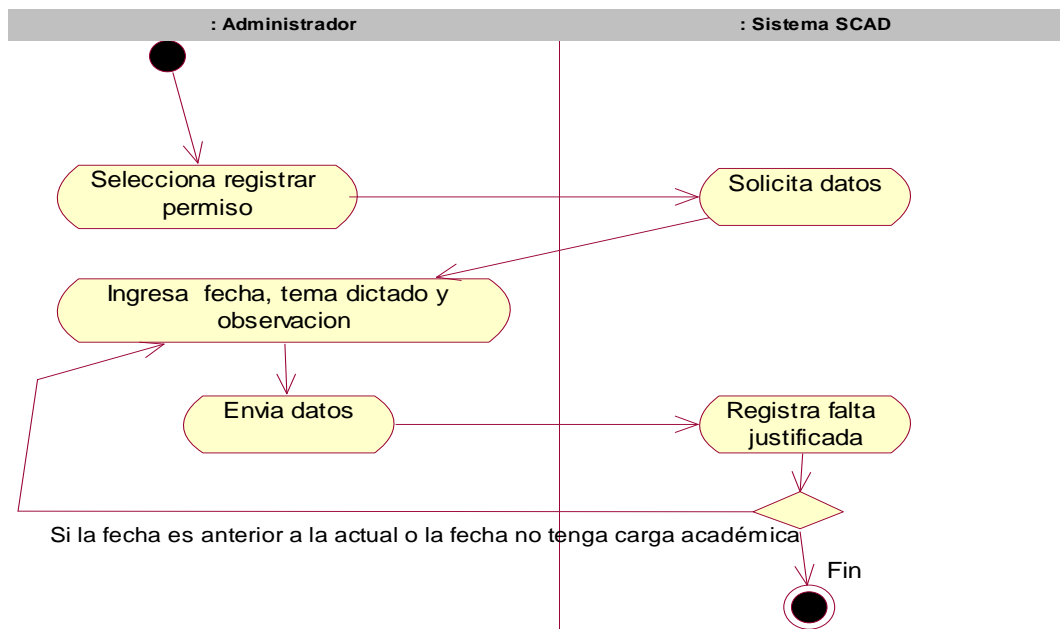 : Administrador
: Sistema SCAD
Selecciona registrar
permiso
Solicita datos
Ingresa fecha, tema dictado y
observacion
Envia datos
Registra falta
justificada
Si la fecha es anterior a la actual o la fecha no tenga carga académica
Fin